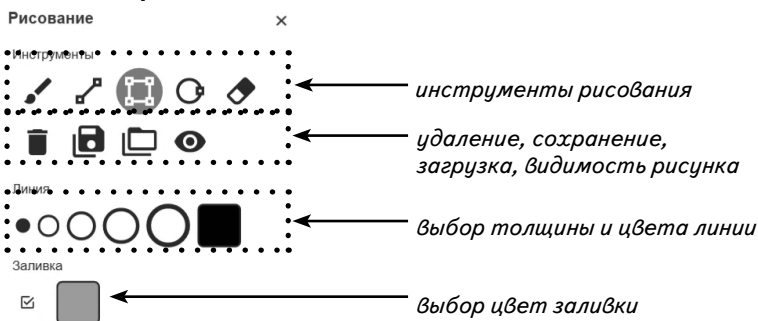 Рисование
Инструменты
инструменты рисования
удаление, сохранение,
загрузка, видимость рисунка
Линия
выбор толщины и цвета линии
Заливка
выбор цвет заливки